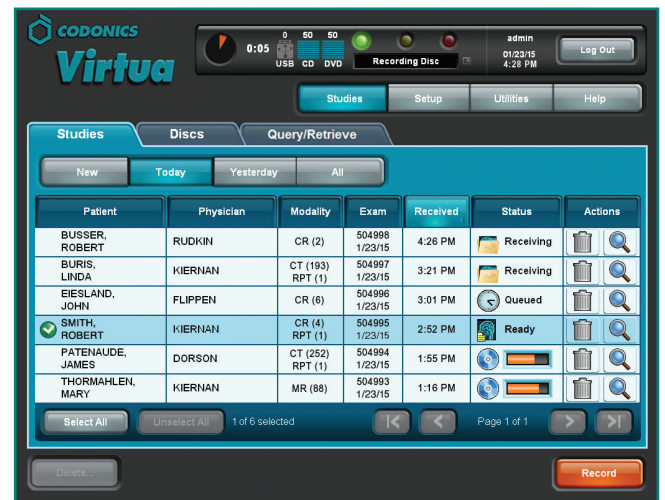 CODONICS
Virtua
0:05
0 50 50
USB CD DVD
Recording Disc
admin
01/23/15
4:28 PM
Log Out
Studies Setup Utilities Help
Studies Discs Query/Retrieve
New Today Yesterday All
Patient Physician Modality Exam Received Status Actions
BUSSER,
ROBERT RUDKIN CR (2) 504998
1/23/15 4:26 PM Receiving
BURIS,
LINDA KIERNAN CT (193)
RPT (1) 504997
1/23/15 3:21 PM Receiving
EIESLAND,
JOHN FLIPPEN CR (6) 504996
1/23/15 3:01 PM Queued
SMITH,
ROBERT KIERNAN CR (4)
RPT (1) 504995
1/23/15 2:52 PM Ready
PATENAUDE,
JAMES DORSON CT (252)
RPT (1) 504994
1/23/15 1:55 PM
THORMAHLEN,
MARY KIERNAN MR (88) 504993
1/23/15 1:16 PM
Select All Unselect All 1 of 6 selected Page 1 of 1
Delete... Record